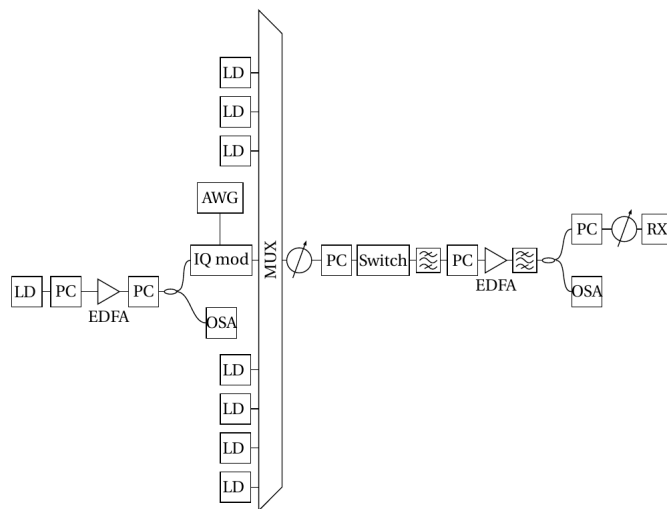 LD
LD
LD
AWG
IQ mod
MUX
PC
Switch
PC
EDFA
PC
RX
OSA
LD
PC
EDFA
PC
OSA
LD
LD
LD
LD